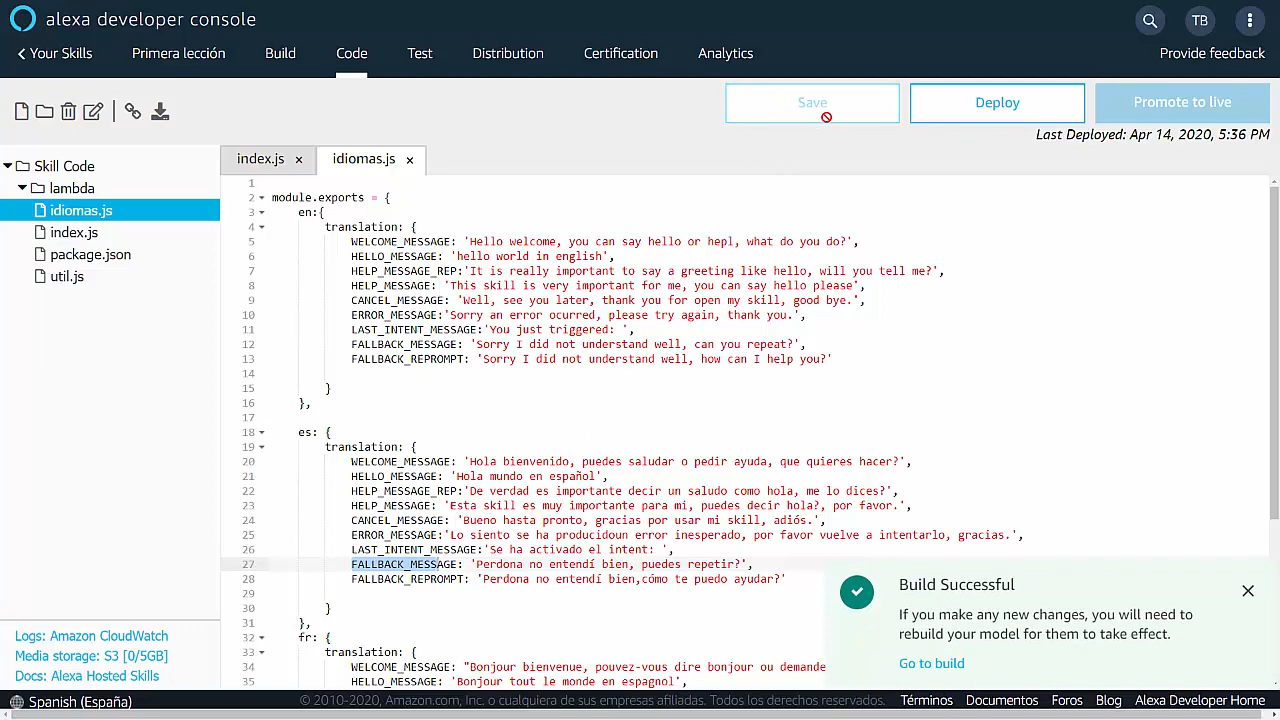 alexa developer console
TB
Your Skills Primera lección Build Code Test Distribution Certification Analytics Provide feedback
Save Deploy Promote to live
Last Deployed: Apr 14, 2020, 5:36 PM
Skill Code
lambda
idiomas.js
index.js
package.json
util.js
Logs: Amazon CloudWatch
Media storage: S3 [0/5GB]
Docs: Alexa Hosted Skills
index.js × idiomas.js ×
1
2 module.exports = {
3 en:{
4 translation: {
5 WELCOME_MESSAGE: 'Hello welcome, you can say hello or hepl, what do you do?',
6 HELLO_MESSAGE: 'hello world in english',
7 HELP_MESSAGE_REP:'It is really important to say a greeting like hello, will you tell me?',
8 HELP_MESSAGE: 'This skill is very important for me, you can say hello please',
9 CANCEL_MESSAGE: 'Well, see you later, thank you for open my skill, good bye.',
10 ERROR_MESSAGE:'Sorry an error ocurred, please try again, thank you.',
11 LAST_INTENT_MESSAGE:'You just triggered: ',
12 FALLBACK_MESSAGE: 'Sorry I did not understand well, can you repeat?',
13 FALLBACK_REPROMPT: 'Sorry I did not understand well, how can I help you?'
14
15 }
16 },
17
18 es: {
19 translation: {
20 WELCOME_MESSAGE: 'Hola bienvenido, puedes saludar o pedir ayuda, que quieres hacer?',
21 HELLO_MESSAGE: 'Hola mundo en español',
22 HELP_MESSAGE_REP:'De verdad es importante decir un saludo como hola, me lo dices?',
23 HELP_MESSAGE: 'Esta skill es muy importante para mi, puedes decir hola?, por favor.',
24 CANCEL_MESSAGE: 'Bueno hasta pronto, gracias por usar mi skill, adiós.',
25 ERROR_MESSAGE:'Lo siento se ha producidoun error inesperado, por favor vuelve a intentarlo, gracias.',
26 LAST_INTENT_MESSAGE:'Se ha activado el intent: ',
27 FALLBACK_MESSAGE: 'Perdona no entendí bien, puedes repetir?',
28 FALLBACK_REPROMPT: 'Perdona no entendí bien,cómo te puedo ayudar?'
29
30 }
31 },
32 fr: {
33 translation: {
34 WELCOME_MESSAGE: "Bonjour bienvenue, pouvez-vous dire bonjour ou demande
35 HELLO_MESSAGE: 'Bonjour tout le monde en espagnol',
Build Successful
If you make any new changes, you will need to
rebuild your model for them to take effect.
Go to build
Spanish (España) © 2010-2020, Amazon.com, Inc. o cualquiera de sus empresas afiliadas. Todos los derechos reservados. Términos Documentos Foros Blog Alexa Developer Home